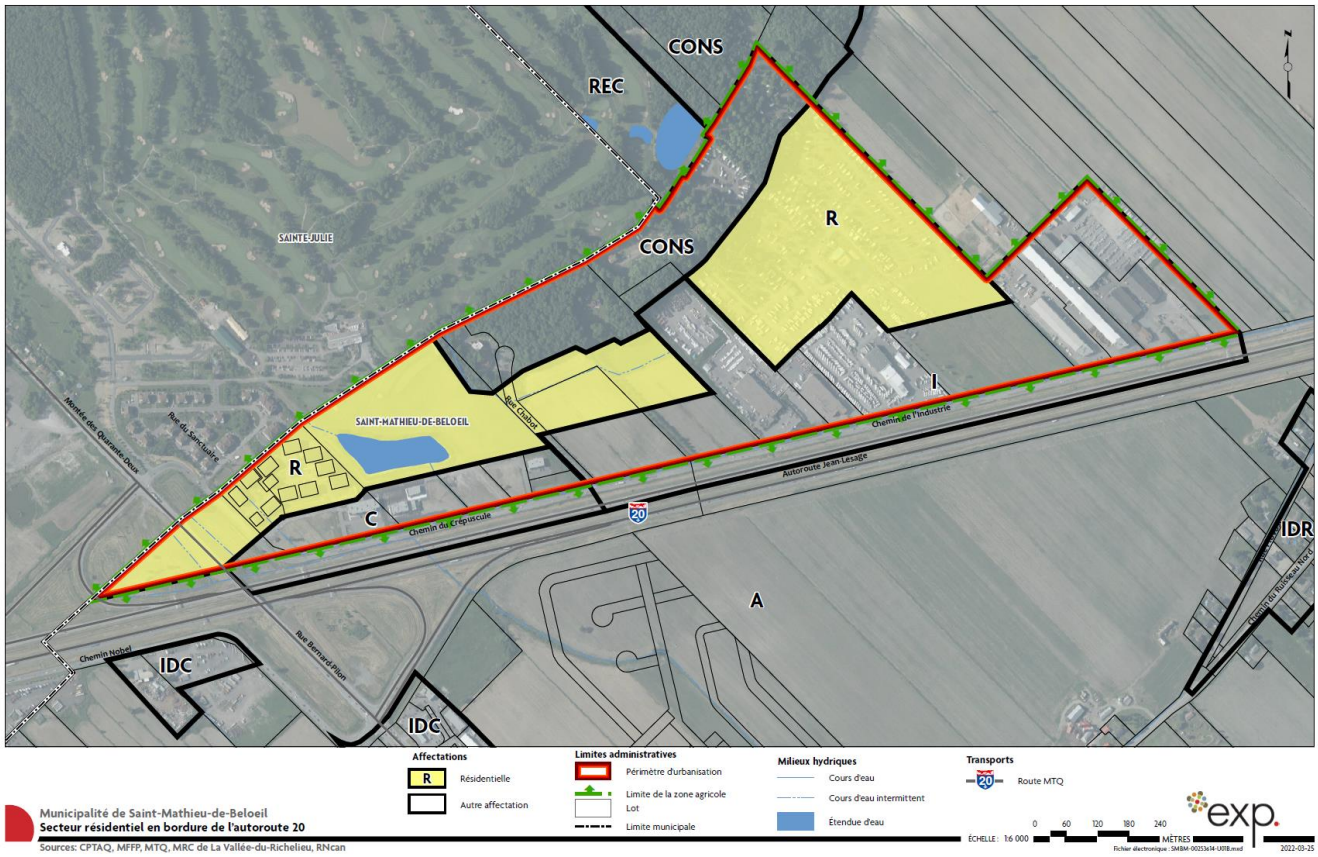 CONS
REC
N
SAINTE-JULIE
R
CONS
I
Montée des Quarante-Deux
Rue du Sanctuaire
SAINT-MATHIEU-DE-BELOEIL
Rue Chabot
Chemin de l'Industrie
R
Autoroute Jean-Lesage
C
Chemin du Crépuscule
20
IDR
A
Chemin du Ruisseau Nord
Chemin Nobel
IDC
Rue Bernard-Pilon
IDC
Affectations
R Résidentielle
Autre affectation
Limites administratives
Périmètre d'urbanisation
Limite de la zone agricole
Lot
Limite municipale
Milieux hydriques
Cours d'eau
Cours d'eau intermittent
Étendue d'eau
Transports
20 Route MTQ
Municipalité de Saint-Mathieu-de-Beloeil
Secteur résidentiel en bordure de l'autoroute 20
Sources: CPTAQ, MFFP, MTQ, MRC de La Vallée-du-Richelieu, RNcan
ÉCHELLE: 1:6 000
0 60 120 180 240
MÈTRES
exp.
2022-03-25